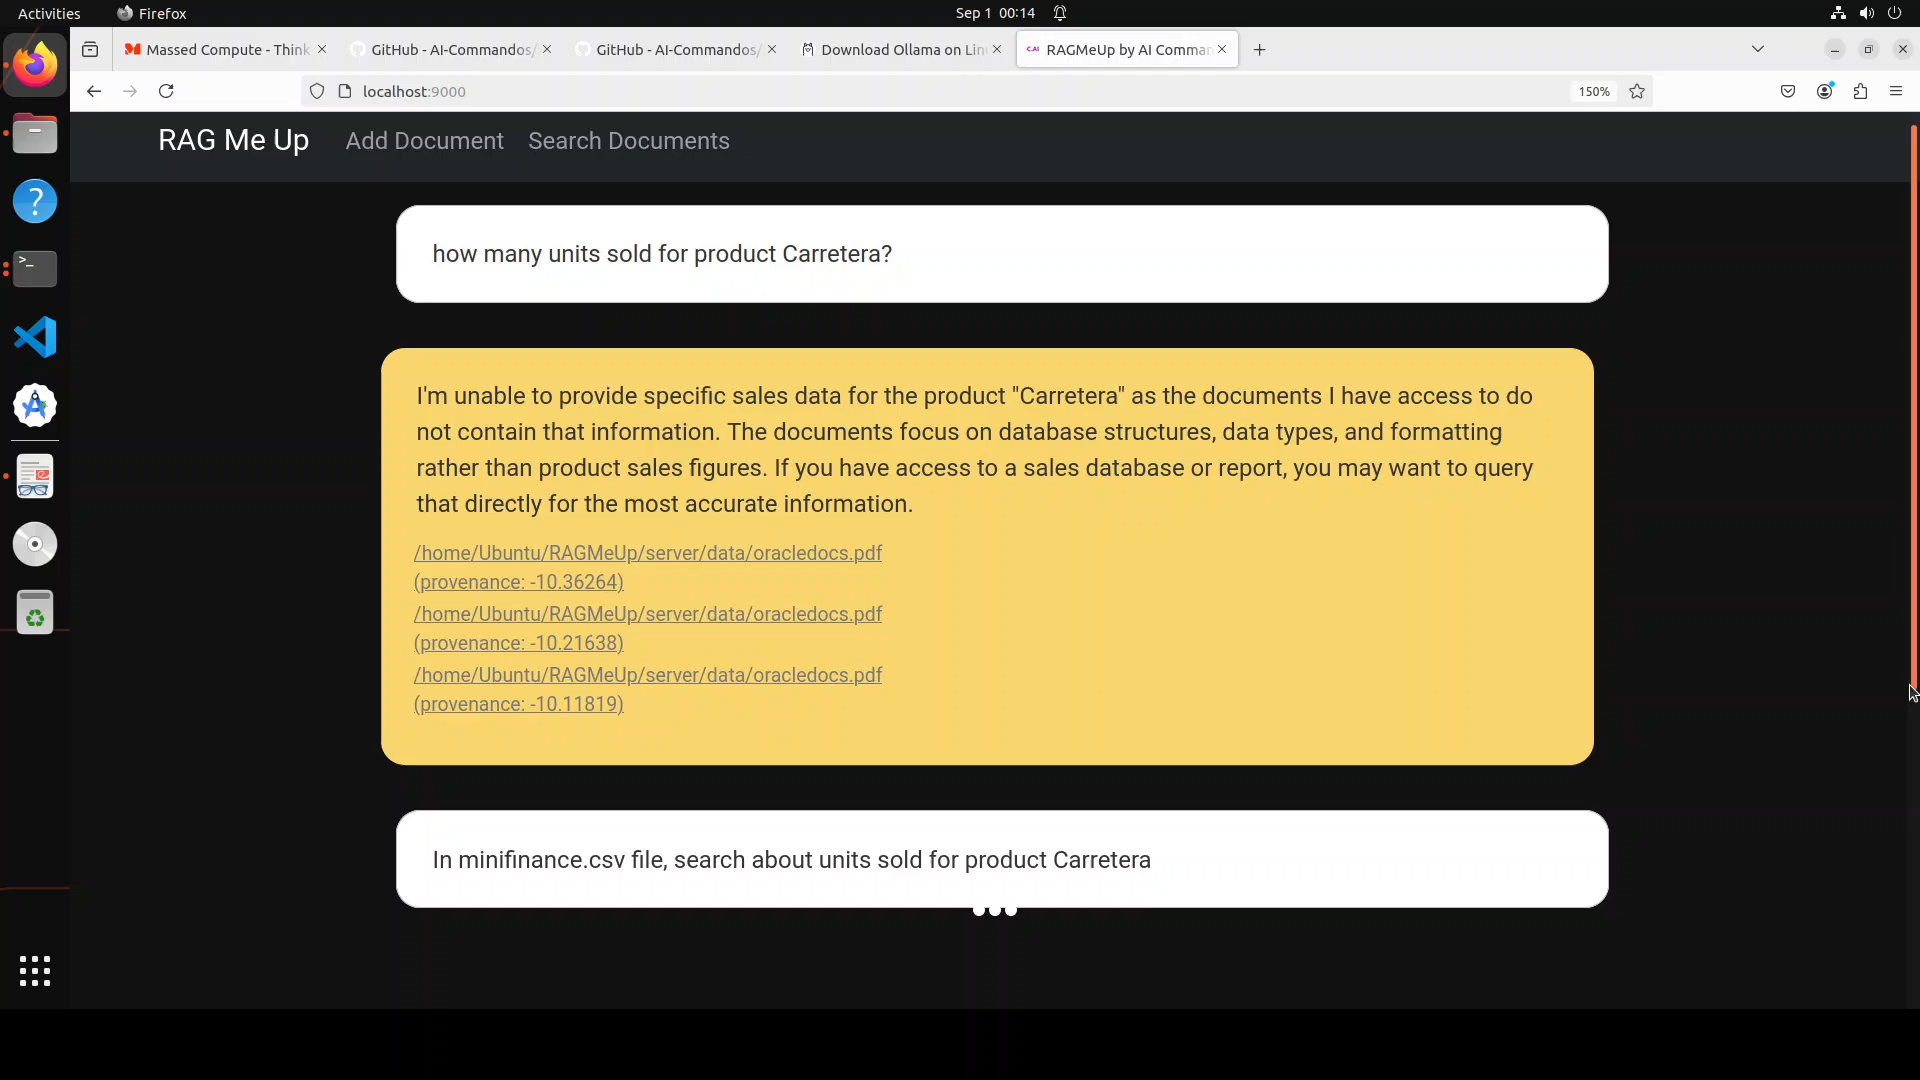 Activities
Firefox
Sep 1 00:14
Massed Compute - Think
GitHub - AI-Commandos/
GitHub - AI-Commandos/
Download Ollama on Lin
C.AI
RAGMeUp by AI Comman
localhost:9000
150%
RAG Me Up
Add Document
Search Documents
how many units sold for product Carretera?
I'm unable to provide specific sales data for the product "Carretera" as the documents I have access to do
not contain that information. The documents focus on database structures, data types, and formatting
rather than product sales figures. If you have access to a sales database or report, you may want to query
that directly for the most accurate information.
/home/Ubuntu/RAGMeUp/server/data/oracledocs.pdf
(provenance: -10.36264)
/home/Ubuntu/RAGMeUp/server/data/oracledocs.pdf
(provenance: -10.21638)
/home/Ubuntu/RAGMeUp/server/data/oracledocs.pdf
(provenance: -10.11819)
In minifinance.csv file, search about units sold for product Carretera